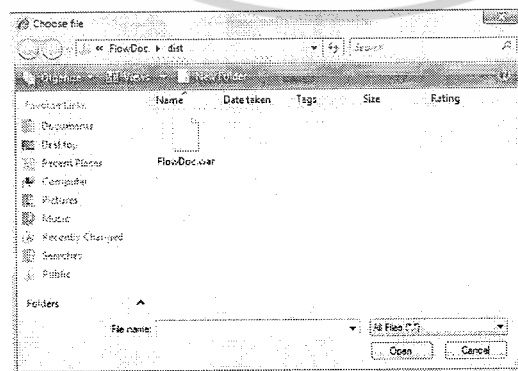 Choose file
« FlowDoc ▸ dist
Search
Organize Views New Folder
Favorite Links
Name Date taken Tags Size Rating
Documents
Desktop
Recent Places
Computer
Pictures
Music
Recently Changed
Searches
Public
FlowDoc.war
Folders
File name:
All Files (*.*)
Open Cancel